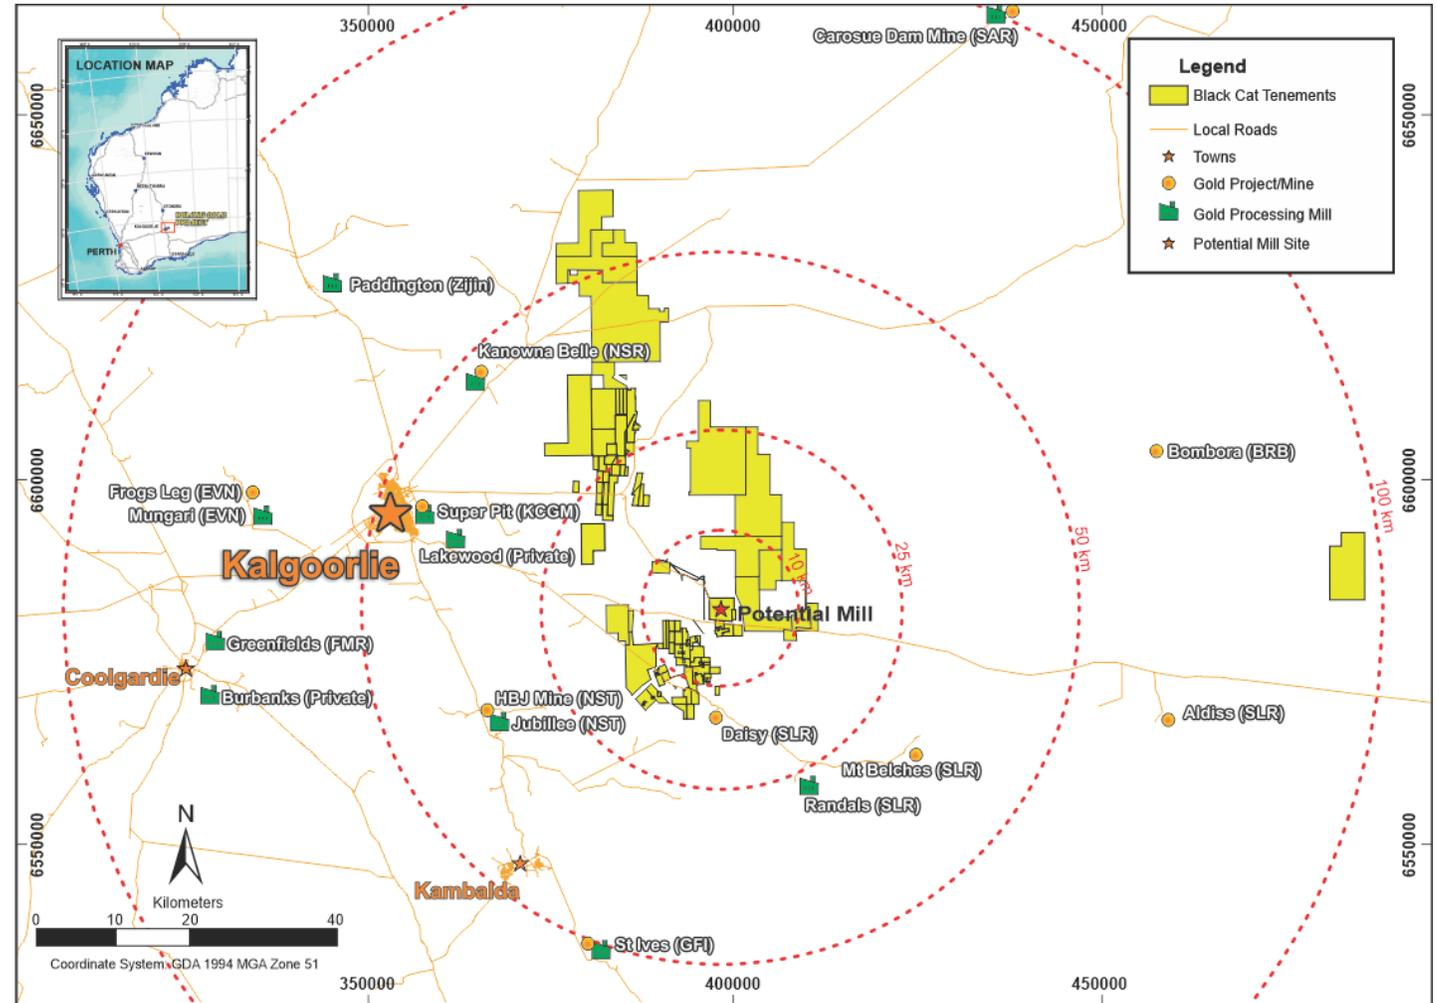 350000
400000
450000
Carosue Dam Mine (SAR)
LOCATION MAP
PERTH
Legend
Black Cat Tenements
Local Roads
Towns
Gold Project/Mine
Gold Processing Mill
Potential Mill Site
6650000
6650000
Paddington (Zijin)
Kanowna Belle (NSR)
Bombora (BRB)
6600000
6600000
100 km
Frogs Leg (EVN)
Mungari (EVN)
Super Pit (KCGM)
Lakewood (Private)
Kalgoorlie
50 km
25 km
10 km
Potential Mill
Greenfields (FMR)
Coolgardie
Burbanks (Private)
HBJ Mine (NST)
Jubillee (NST)
Daisy (SLR)
Aldiss (SLR)
Mt Belches (SLR)
Randals (SLR)
6550000
6550000
N
Kambalda
Kilometers
0 10 20 40
St Ives (GFI)
Coordinate System: GDA 1994 MGA Zone 51
350000
400000
450000